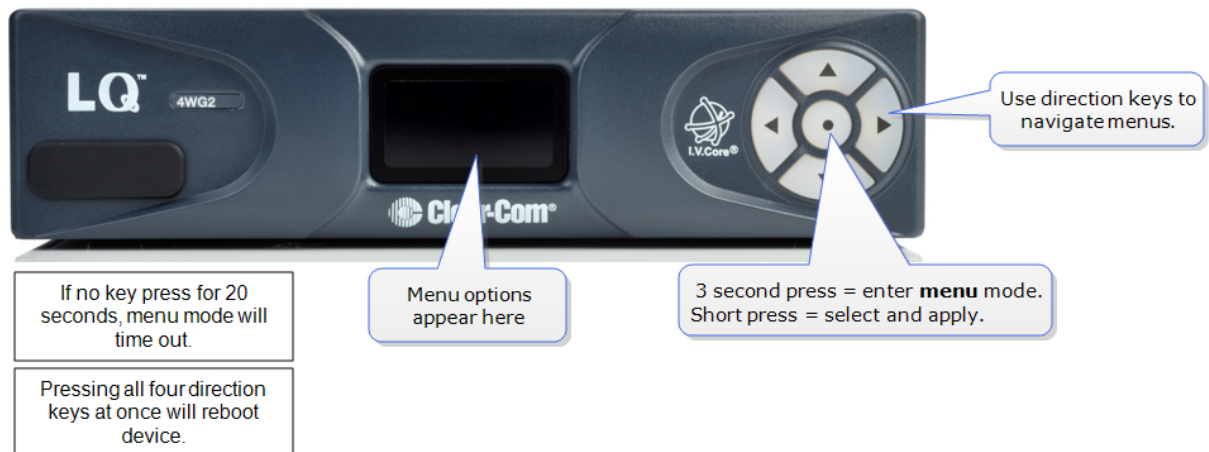 LQ™
4WG2
I.V.Core®
Use direction keys to
navigate menus.
Menu options
appear here
3 second press = enter menu mode.
Short press = select and apply.
If no key press for 20
seconds, menu mode will
time out.
Pressing all four direction
keys at once will reboot
device.